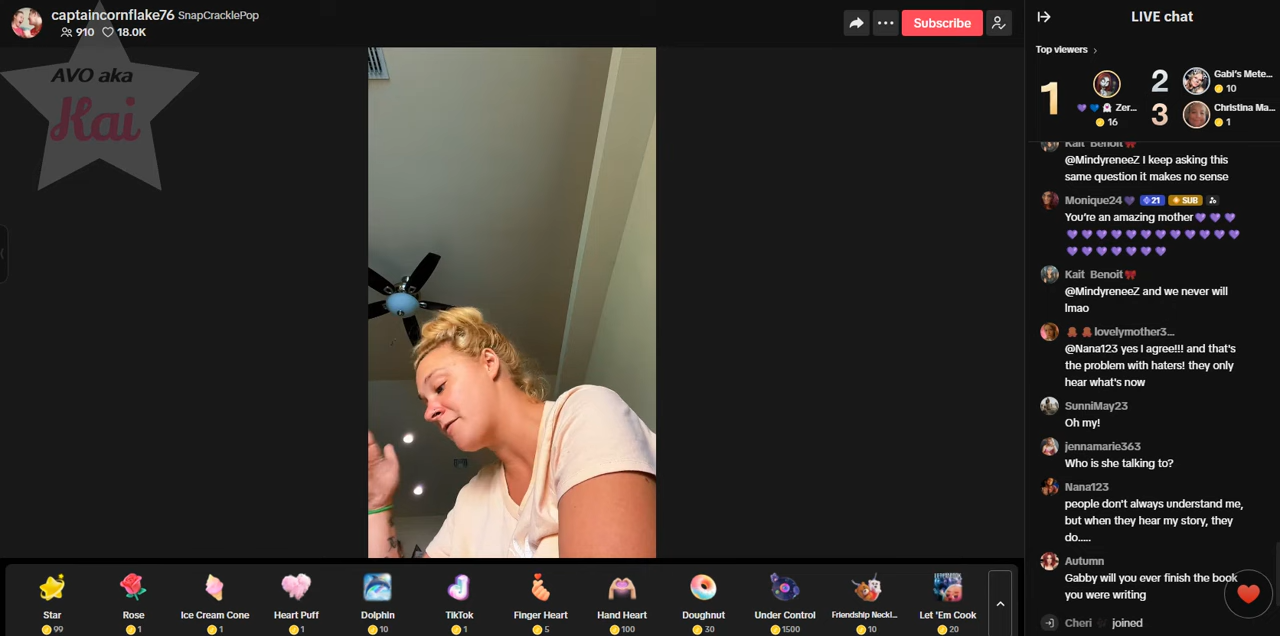 captaincornflake76 SnapCracklePop
910 18.0K
AVO aka
Kai
Subscribe
LIVE chat
Top viewers
1
Zer...
16
2
Gabi's Mete...
10
3
Christina Ma...
1
Kait Benoit
@MindyreneeZ I keep asking this
same question it makes no sense
Monique24 21 SUB
You're an amazing mother
Kait Benoit
@MindyreneeZ and we never will
lmao
lovelymother3...
@Nana123 yes I agree!!! and that's
the problem with haters! they only
hear what's now
SunniMay23
Oh my!
jennamarie363
Who is she talking to?
Nana123
people don't always understand me,
but when they hear my story, they
do.....
Autumn
Gabby will you ever finish the book
you were writing
Cheri joined
Star
99
Rose
1
Ice Cream Cone
1
Heart Puff
1
Dolphin
10
TikTok
1
Finger Heart
5
Hand Heart
100
Doughnut
30
Under Control
1500
Friendship Neckl...
10
Let 'Em Cook
20